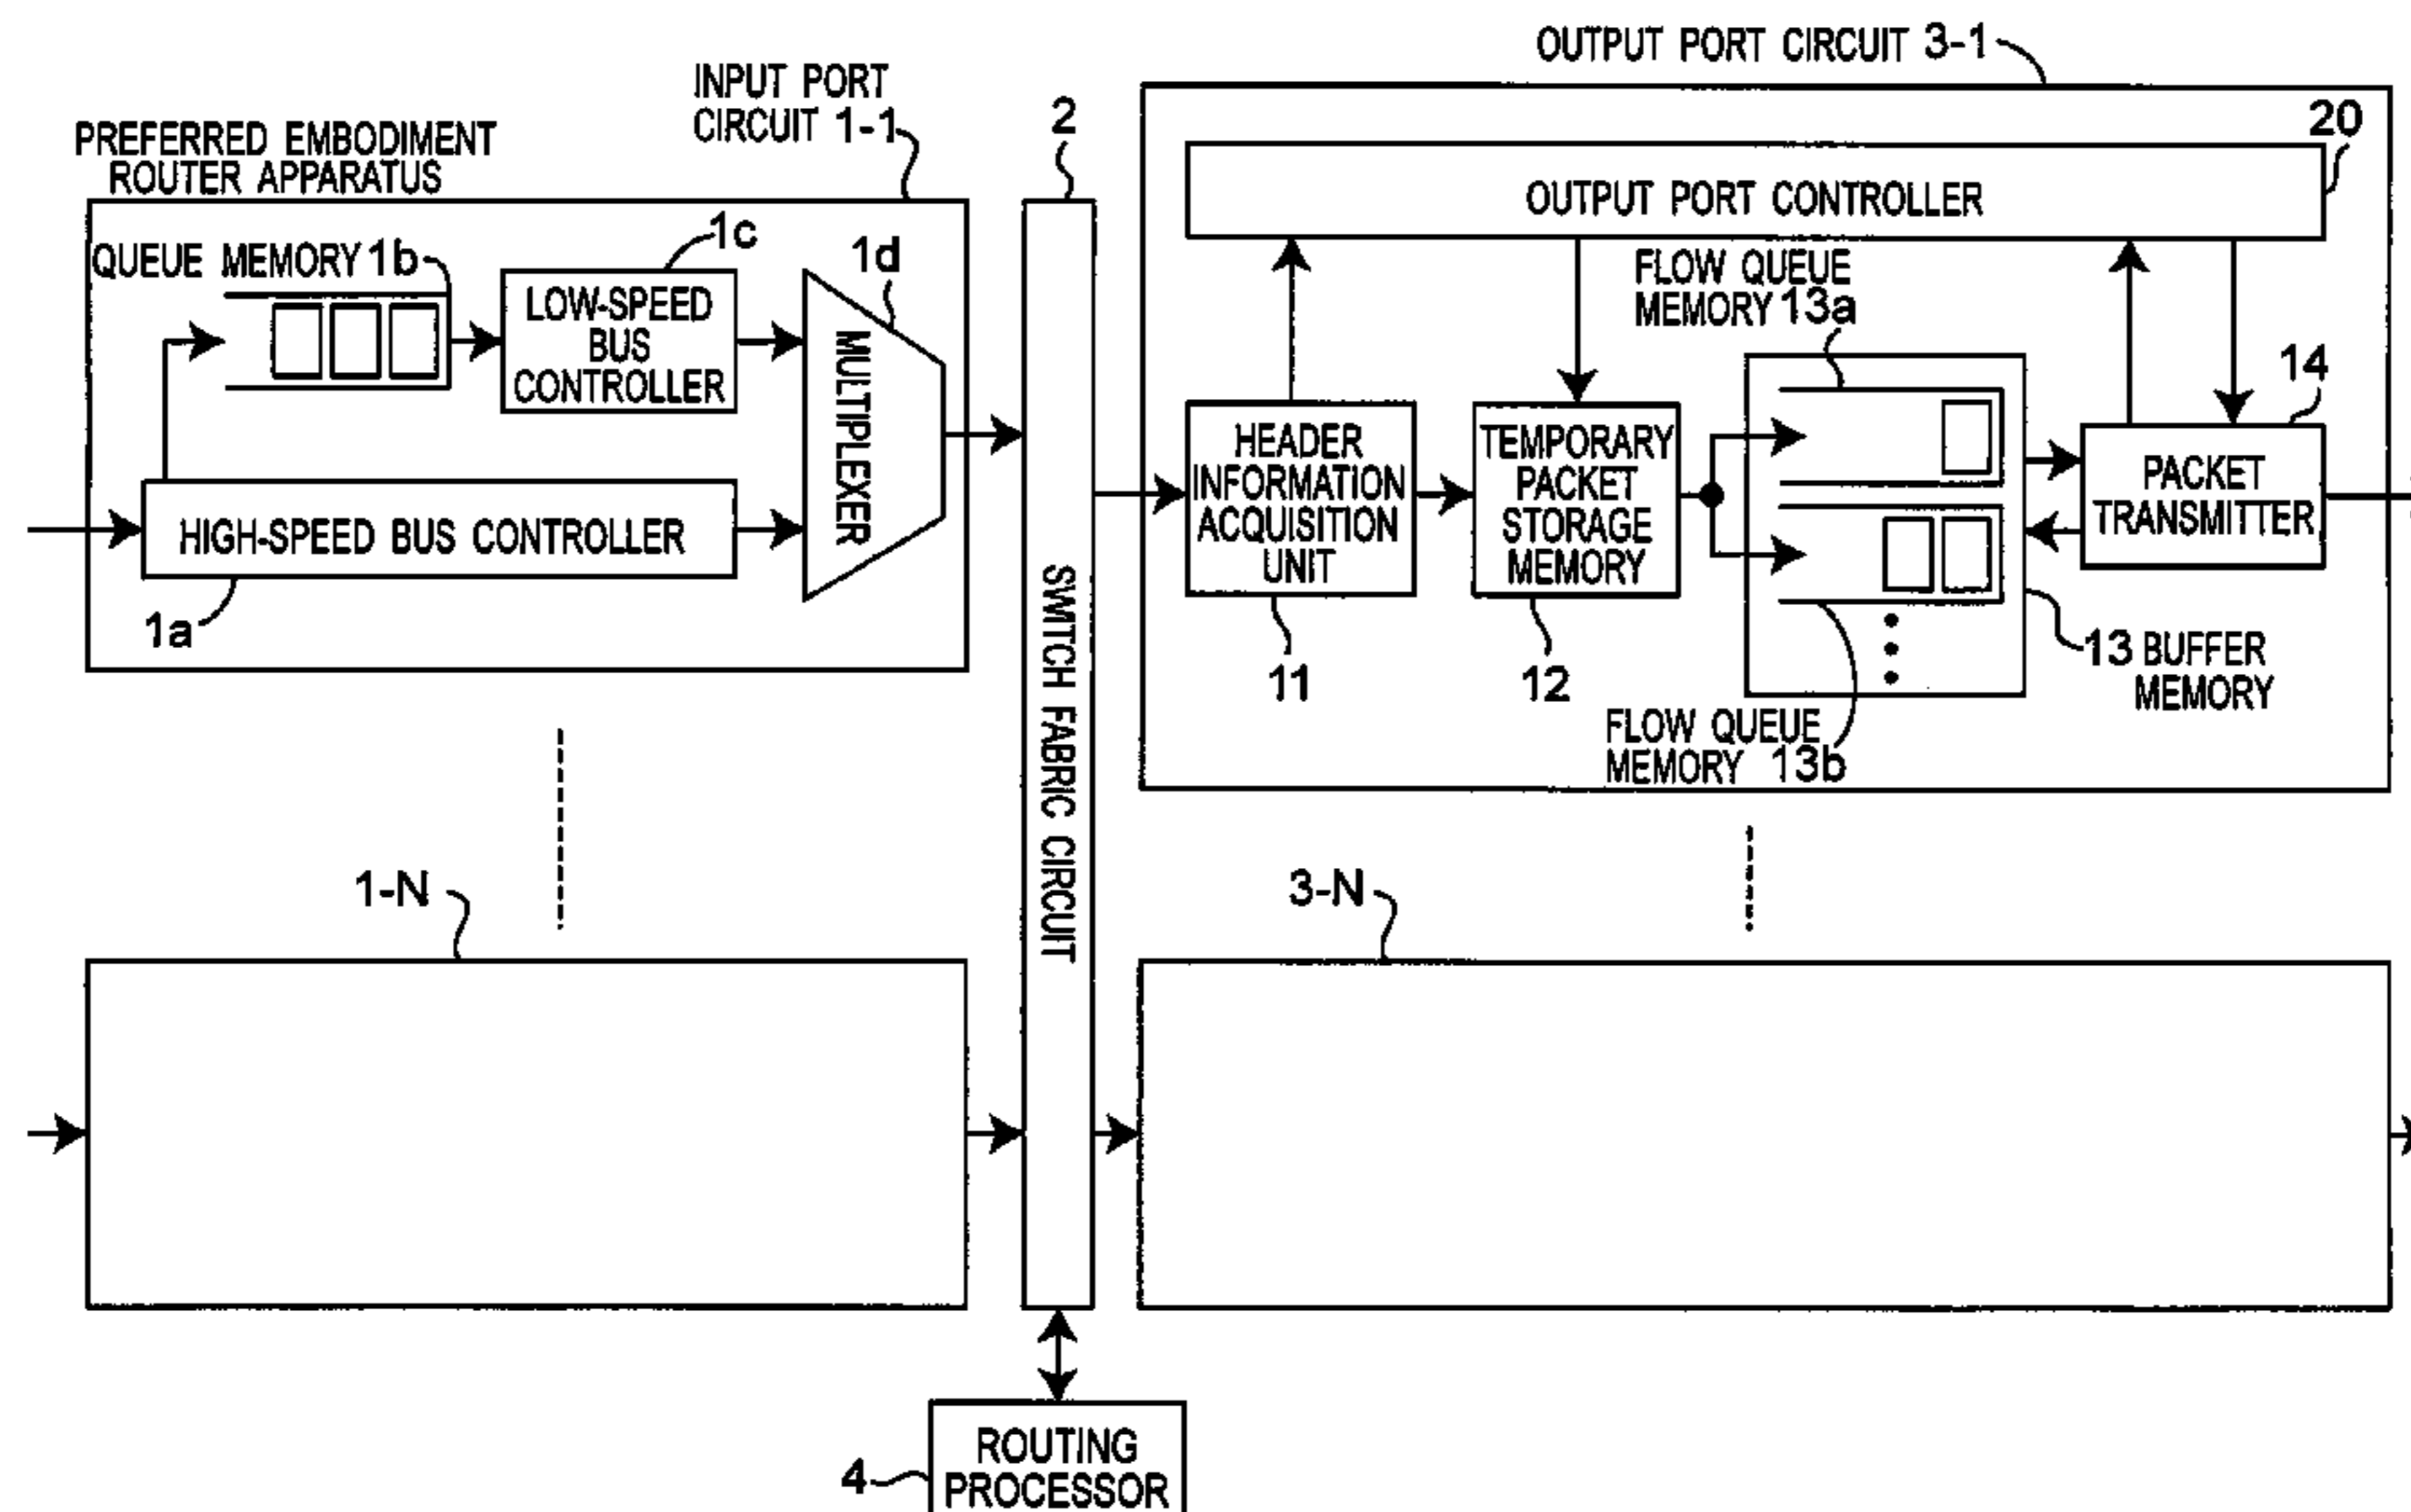 PREFERRED EMBODIMENT
ROUTER APPARATUS
INPUT PORT
CIRCUIT 1-1
QUEUE MEMORY 1b
1c
LOW-SPEED
BUS
CONTROLLER
1d
MULTIPLEXER
HIGH-SPEED BUS CONTROLLER
1a
2
SWITCH FABRIC CIRCUIT
OUTPUT PORT CIRCUIT 3-1
20
OUTPUT PORT CONTROLLER
FLOW QUEUE
MEMORY 13a
HEADER
INFORMATION
ACQUISITION
UNIT
11
TEMPORARY
PACKET
STORAGE
MEMORY
12
14
PACKET
TRANSMITTER
13 BUFFER
MEMORY
FLOW QUEUE
MEMORY 13b
1-N
3-N
4
ROUTING
PROCESSOR